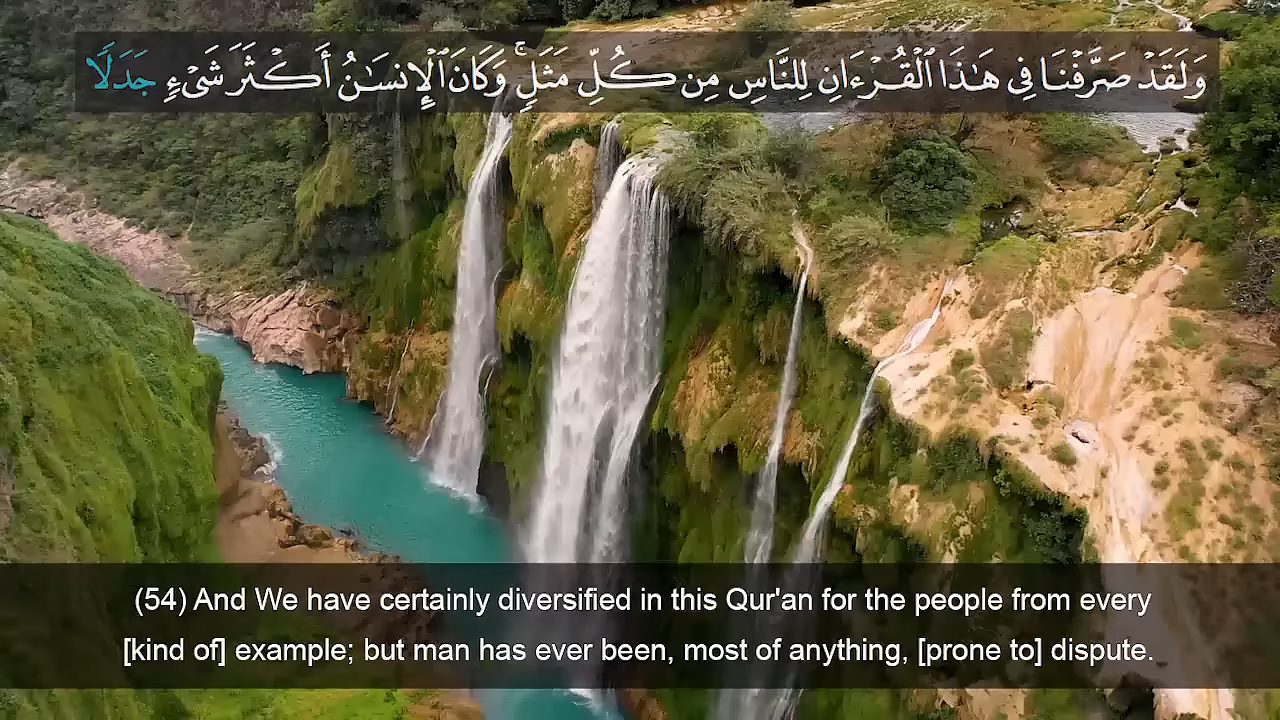 وَلَقَدْ صَرَّفْنَا فِى هَـٰذَا ٱلْقُرْءَانِ لِلنَّاسِ مِن كُلِّ مَثَلٍۢ ۚ وَكَانَ ٱلْإِنسَـٰنُ أَكْثَرَ شَىْءٍۢ جَدَلًۭا
(54) And We have certainly diversified in this Qur'an for the people from every
[kind of] example; but man has ever been, most of anything, [prone to] dispute.